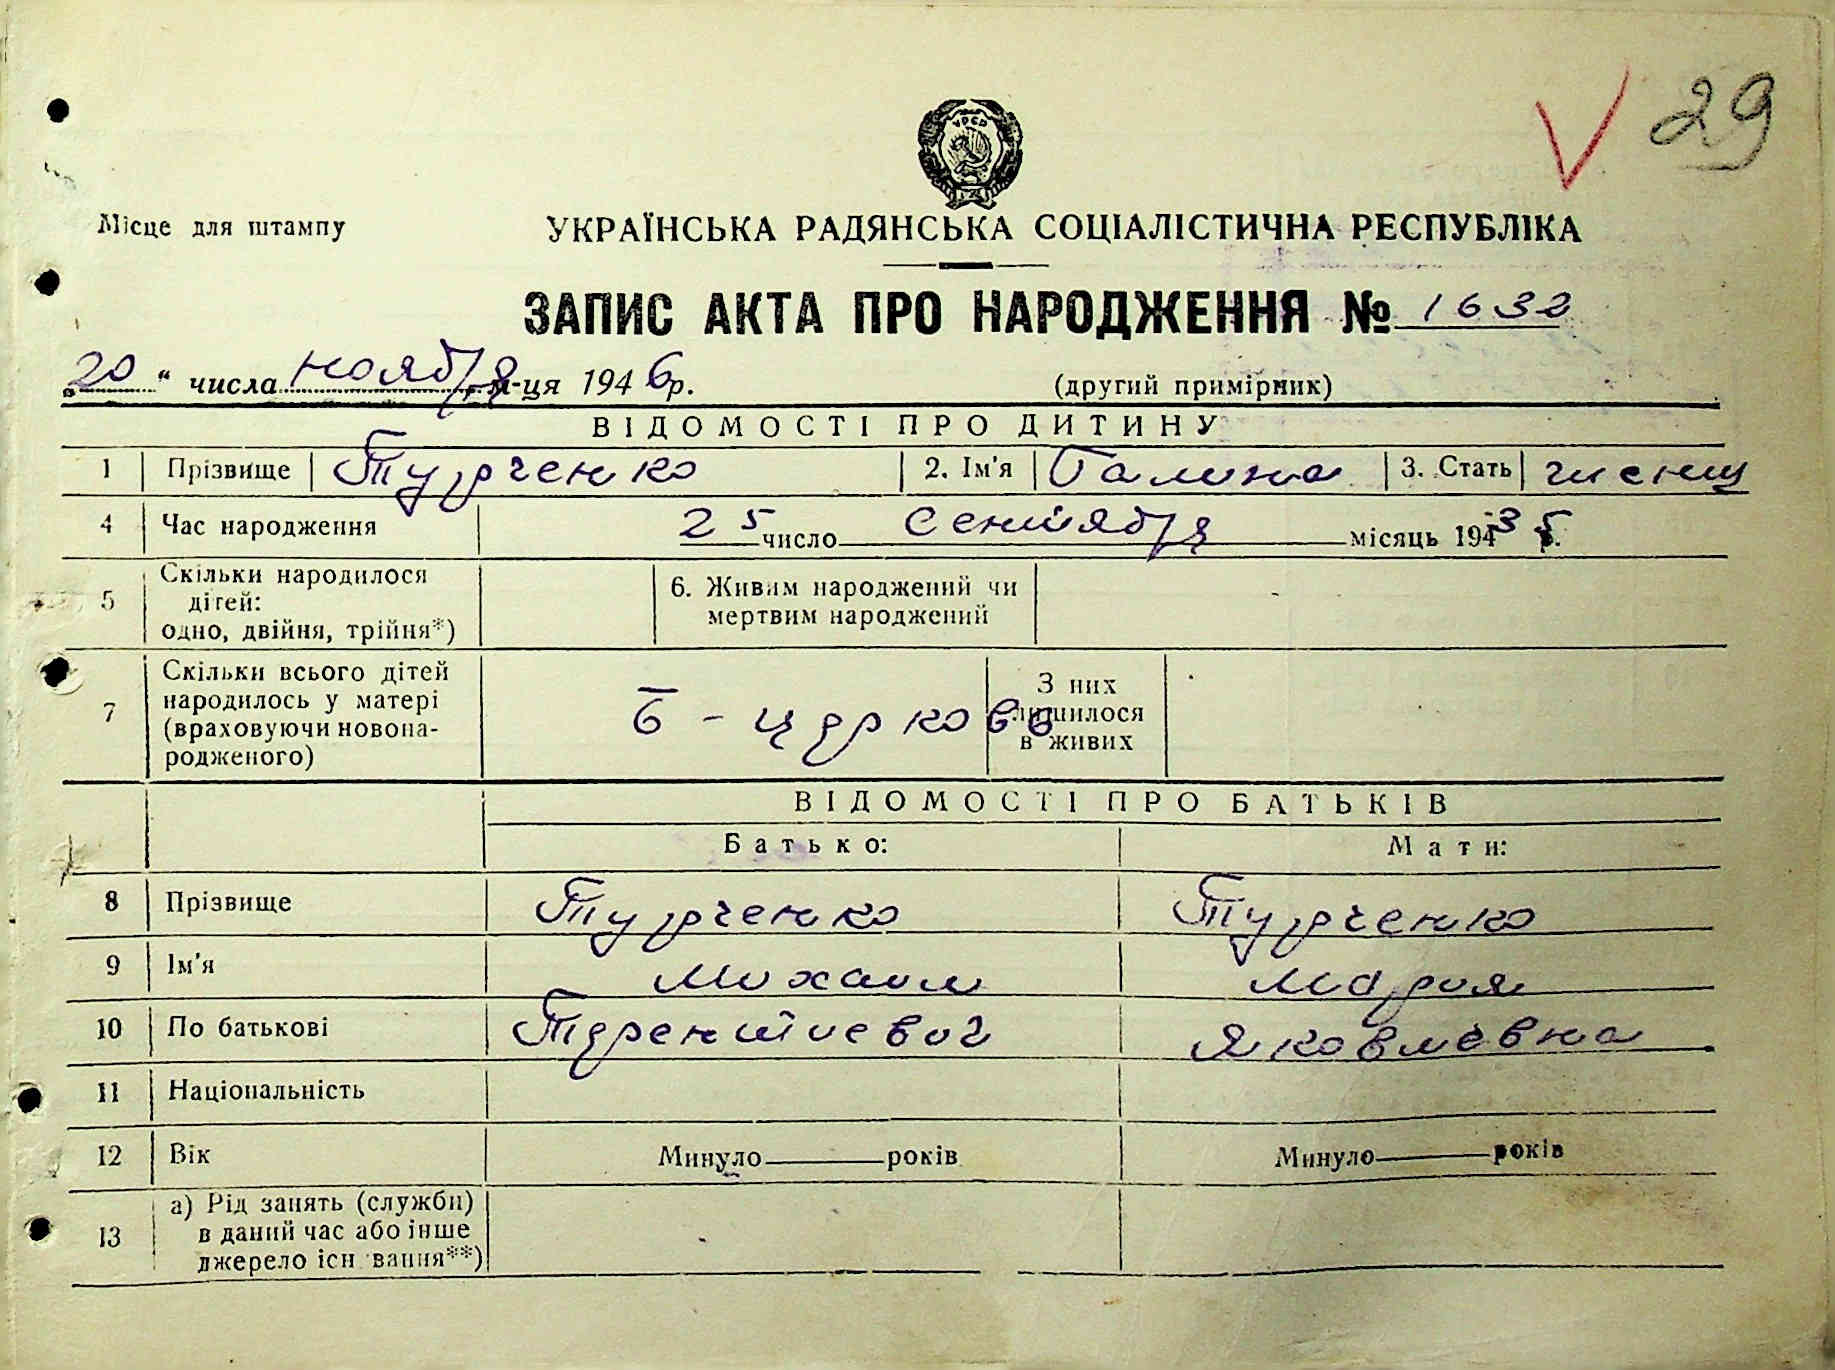 29
УРСР
Місце для штампу
УКРАЇНСЬКА РАДЯНСЬКА СОЦІАЛІСТИЧНА РЕСПУБЛІКА
ЗАПИС АКТА ПРО НАРОДЖЕННЯ № 1632
„20“ числа ноября м-ця 1946р. (другий примірник)
ВІДОМОСТІ ПРО ДИТИНУ
1 Прізвище Турченко 2. Ім'я Галина 3. Стать
4 Час народження 25 число сентября місяць 1935
5 Скільки народилося дітей: одно, двійня, трійня*) 6. Живим народжений чи мертвим народжений
7 Скільки всього дітей народилось у матері (враховуючи новонародженого) Б-церков З них лишилося в живих
ВІДОМОСТІ ПРО БАТЬКІВ
Батько: Мати:
8 Прізвище Турченко Турченко
9 Ім'я Михаил Мария
10 По батькові Терентиевич Яковлевна
11 Національність
12 Вік Минуло років Минуло років
13 а) Рід занять (служби) в даний час або інше джерело існування**)